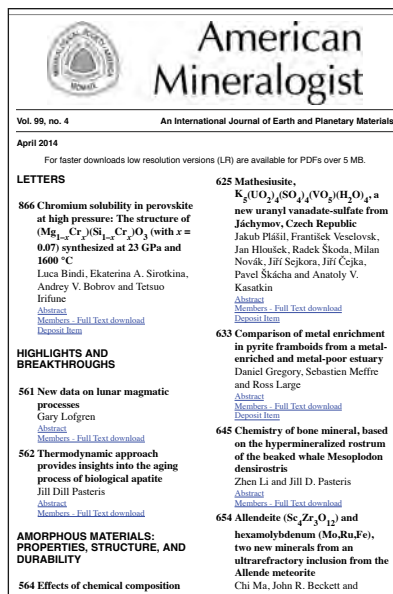 American
Mineralogist
Vol. 99, no. 4 An International Journal of Earth and Planetary Materials
April 2014
For faster downloads low resolution versions (LR) are available for PDFs over 5 MB.
LETTERS
866 Chromium solubility in perovskite
at high pressure: The structure of
(Mg1–xCrx)(Si1–xCrx)O3 (with x =
0.07) synthesized at 23 GPa and
1600 °C
Luca Bindi, Ekaterina A. Sirotkina,
Andrey V. Bobrov and Tetsuo
Irifune
Abstract
Members - Full Text download
Deposit Item
HIGHLIGHTS AND
BREAKTHROUGHS
561 New data on lunar magmatic
processes
Gary Lofgren
Abstract
Members - Full Text download
562 Thermodynamic approach
provides insights into the aging
process of biological apatite
Jill Dill Pasteris
Abstract
Members - Full Text download
AMORPHOUS MATERIALS:
PROPERTIES, STRUCTURE, AND
DURABILITY
564 Effects of chemical composition
625 Mathesiusite,
K5(UO2)4(SO4)4(VO5)(H2O)4, a
new uranyl vanadate-sulfate from
Jáchymov, Czech Republic
Jakub Plášil, František Veselovsk,
Jan Hloušek, Radek Škoda, Milan
Novák, Jiří Sejkora, Jiří Čejka,
Pavel Škácha and Anatoly V.
Kasatkin
Abstract
Members - Full Text download
Deposit Item
633 Comparison of metal enrichment
in pyrite framboids from a metal-
enriched and metal-poor estuary
Daniel Gregory, Sebastien Meffre
and Ross Large
Abstract
Members - Full Text download
Deposit Item
645 Chemistry of bone mineral, based
on the hypermineralized rostrum
of the beaked whale Mesoplodon
densirostris
Zhen Li and Jill D. Pasteris
Abstract
Members - Full Text download
654 Allendeite (Sc4Zr3O12) and
hexamolybdenum (Mo,Ru,Fe),
two new minerals from an
ultrarefractory inclusion from the
Allende meteorite
Chi Ma, John R. Beckett and